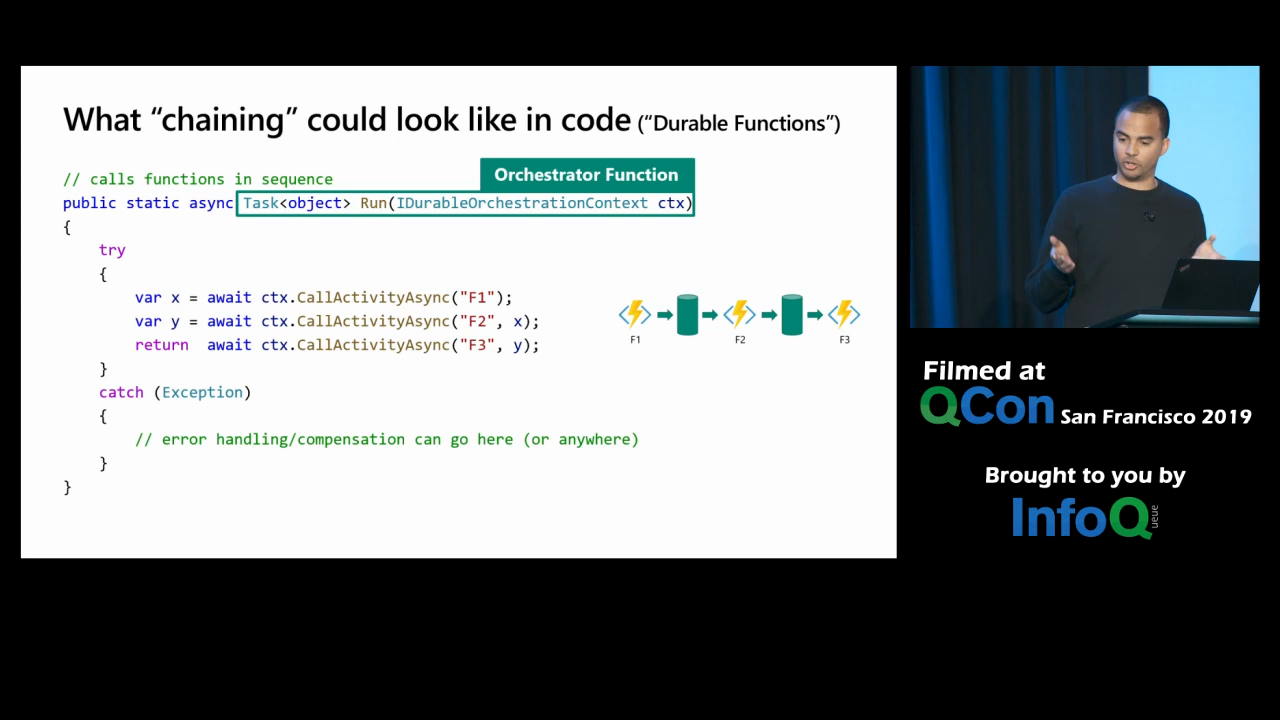 What “chaining” could look like in code (“Durable Functions”)
Orchestrator Function
// calls functions in sequence
public static async Task<object> Run(IDurableOrchestrationContext ctx)
{
try
{
var x = await ctx.CallActivityAsync("F1");
var y = await ctx.CallActivityAsync("F2", x);
return await ctx.CallActivityAsync("F3", y);
}
catch (Exception)
{
// error handling/compensation can go here (or anywhere)
}
}
F1 F2 F3
Filmed at
QCon San Francisco 2019
Brought to you by
InfoQueue